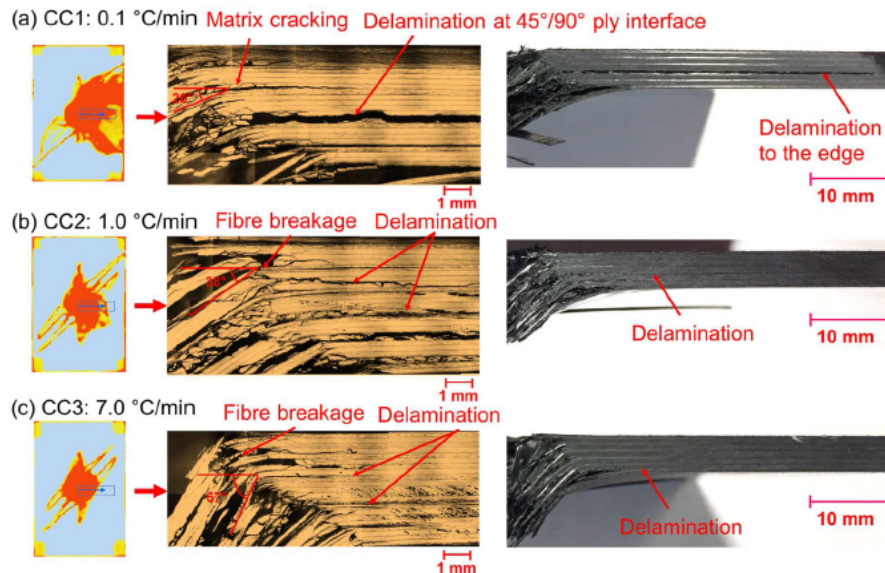 (a) CC1: 0.1 °C/min
Matrix cracking
Delamination at 45°/90° ply interface
Delamination
to the edge
1 mm
10 mm
(b) CC2: 1.0 °C/min
Fibre breakage
Delamination
38°
Delamination
1 mm
10 mm
(c) CC3: 7.0 °C/min
Fibre breakage
Delamination
67°
Delamination
1 mm
10 mm